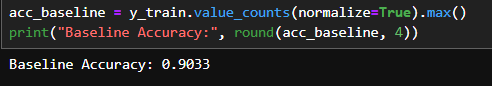 acc_baseline = y_train.value_counts(normalize=True).max()
print("Baseline Accuracy:", round(acc_baseline, 4))
Baseline Accuracy: 0.9033